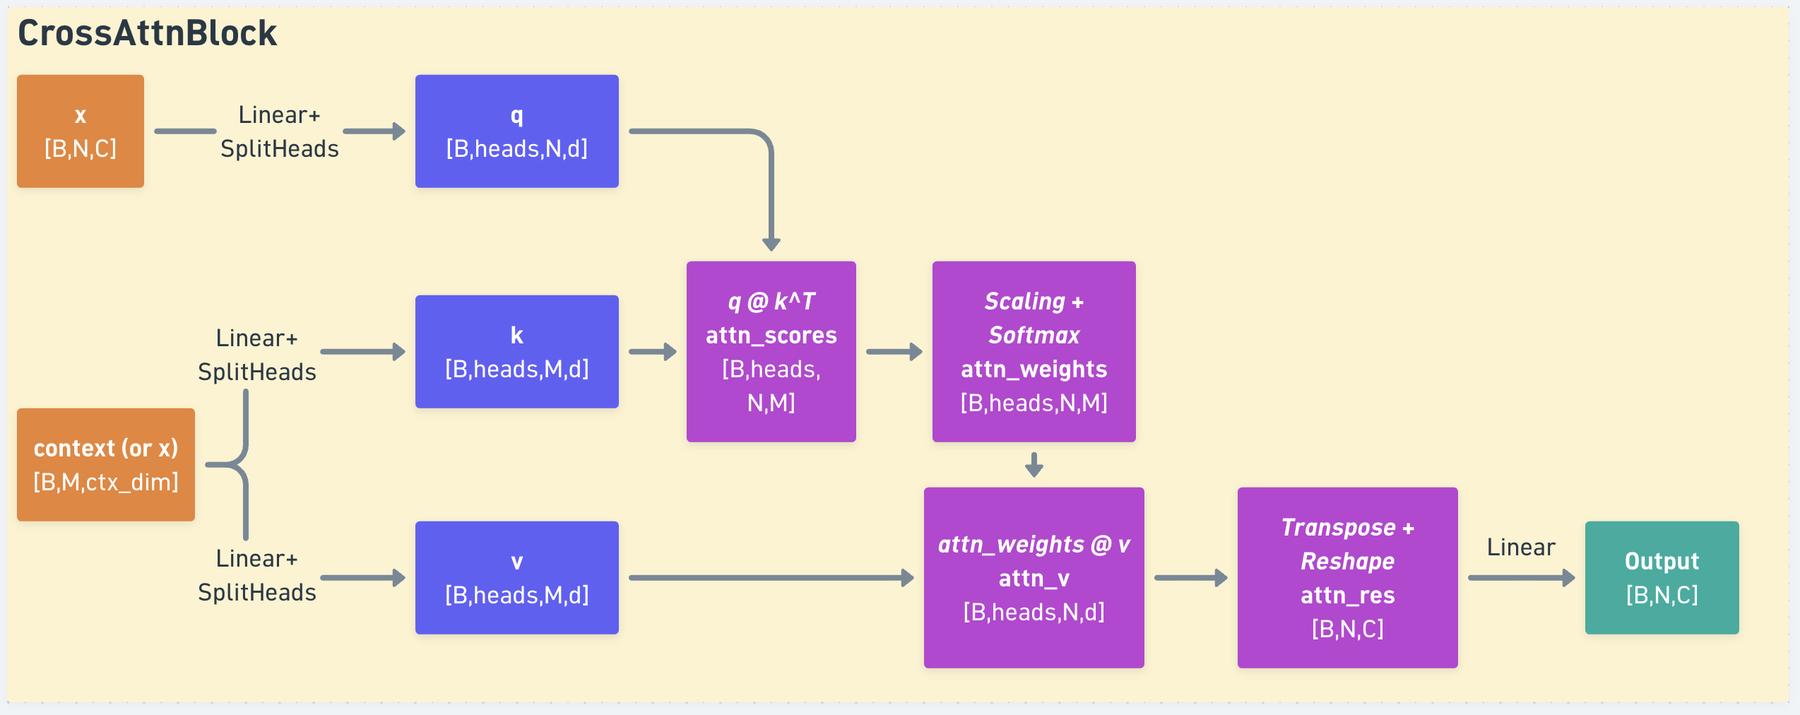 CrossAttnBlock
x
[B,N,C]
Linear+
SplitHeads
q
[B,heads,N,d]
context (or x)
[B,M,ctx_dim]
Linear+
SplitHeads
k
[B,heads,M,d]
q @ k^T
attn_scores
[B,heads,
N,M]
Scaling +
Softmax
attn_weights
[B,heads,N,M]
Linear+
SplitHeads
v
[B,heads,M,d]
attn_weights @ v
attn_v
[B,heads,N,d]
Transpose +
Reshape
attn_res
[B,N,C]
Linear
Output
[B,N,C]